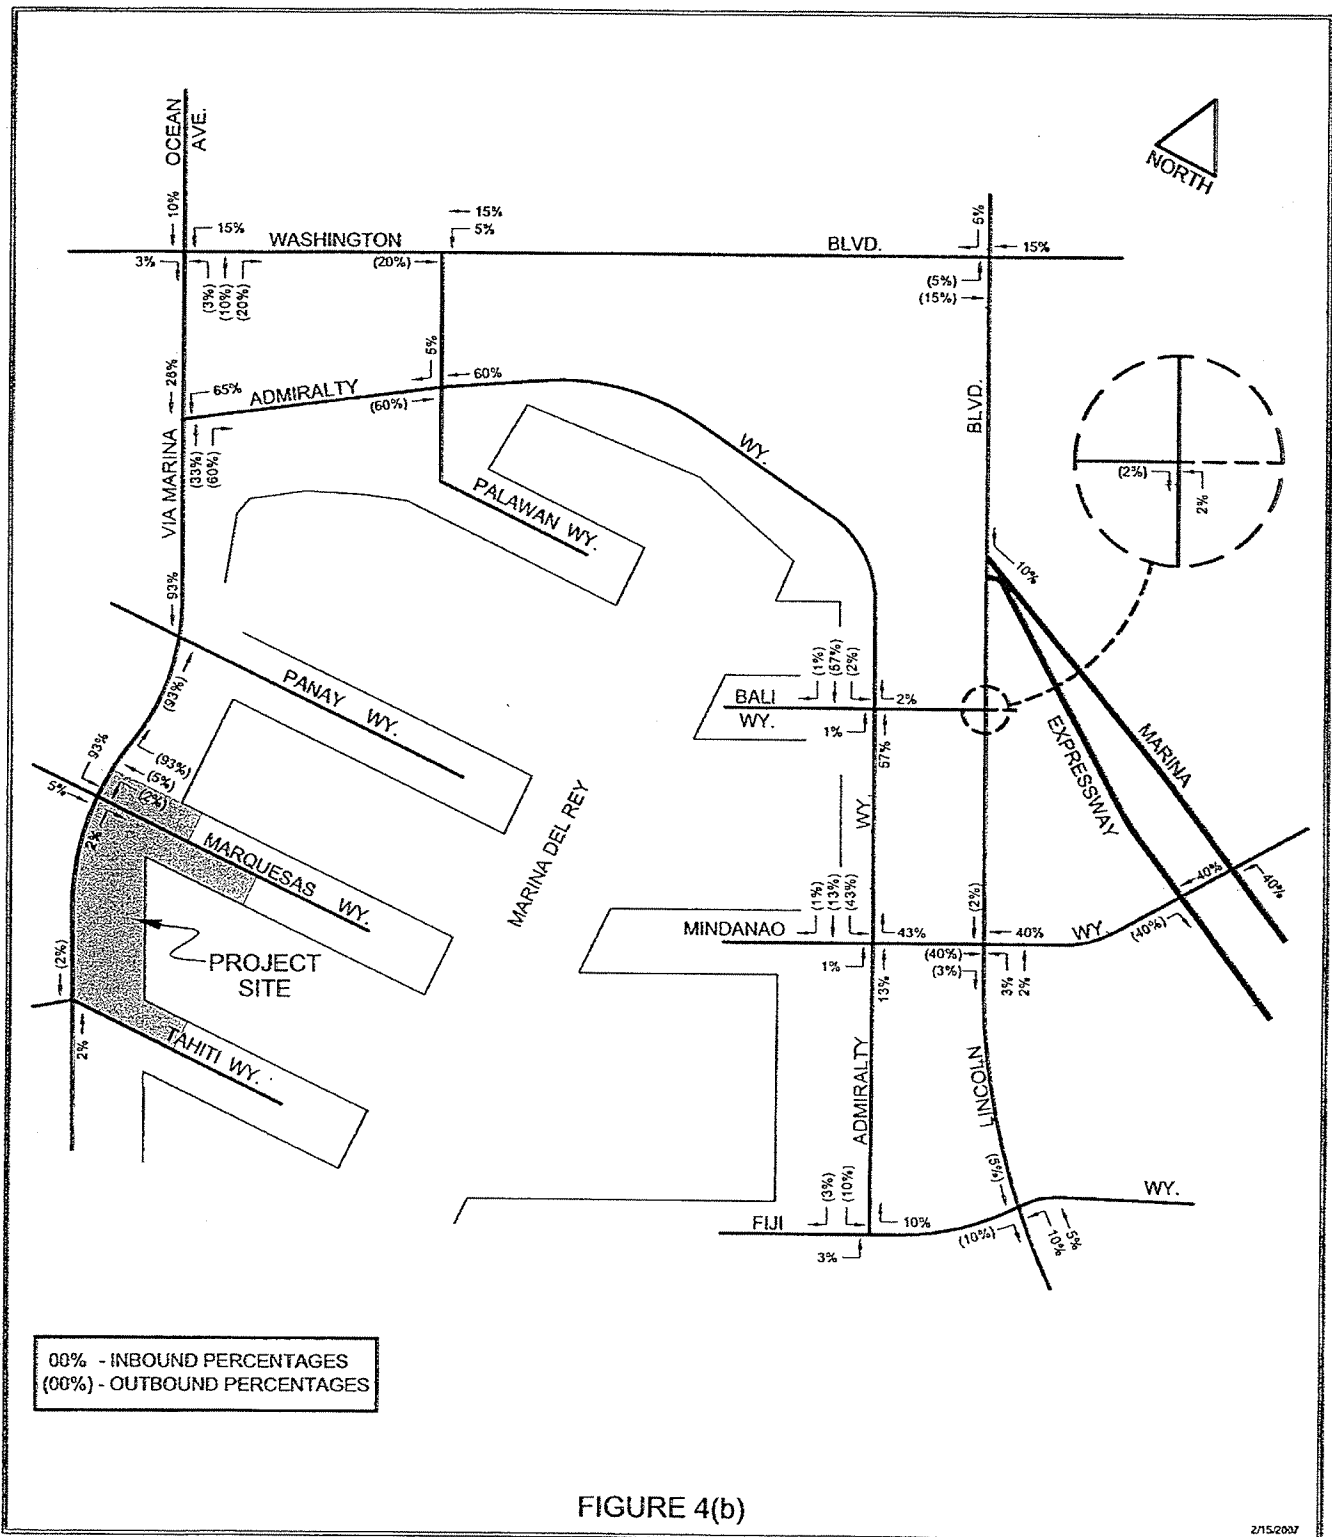 OCEAN
AVE.
NORTH
10%
15%
WASHINGTON
15%
5%
BLVD.
5%
15%
3%
(3%)
(10%)
(20%)
(20%)
(5%)
(15%)
28%
65%
ADMIRALTY
5%
60%
(60%)
WY.
BLVD.
VIA MARINA
(33%)
(60%)
PALAWAN WY.
(2%)
2%
10%
93%
(93%)
PANAY WY.
(1%)
(57%)
(2%)
BALI
WY.
2%
1%
57%
EXPRESSWAY
MARINA
93%
(93%)
(5%)
(2%)
5%
2%
MARQUESAS WY.
MARINA DEL REY
WY.
(1%)
(13%)
(43%)
(2%)
40%
40%
MINDANAO
43%
40%
WY.
(40%)
1%
13%
(40%)
(3%)
3%
2%
PROJECT
SITE
(2%)
2%
TAHITI WY.
ADMIRALTY
LINCOLN
(3%)
(10%)
(5%)
WY.
FIJI
10%
3%
(10%)
10%
5%
00% - INBOUND PERCENTAGES
(00%) - OUTBOUND PERCENTAGES
FIGURE 4(b)
2/15/2007